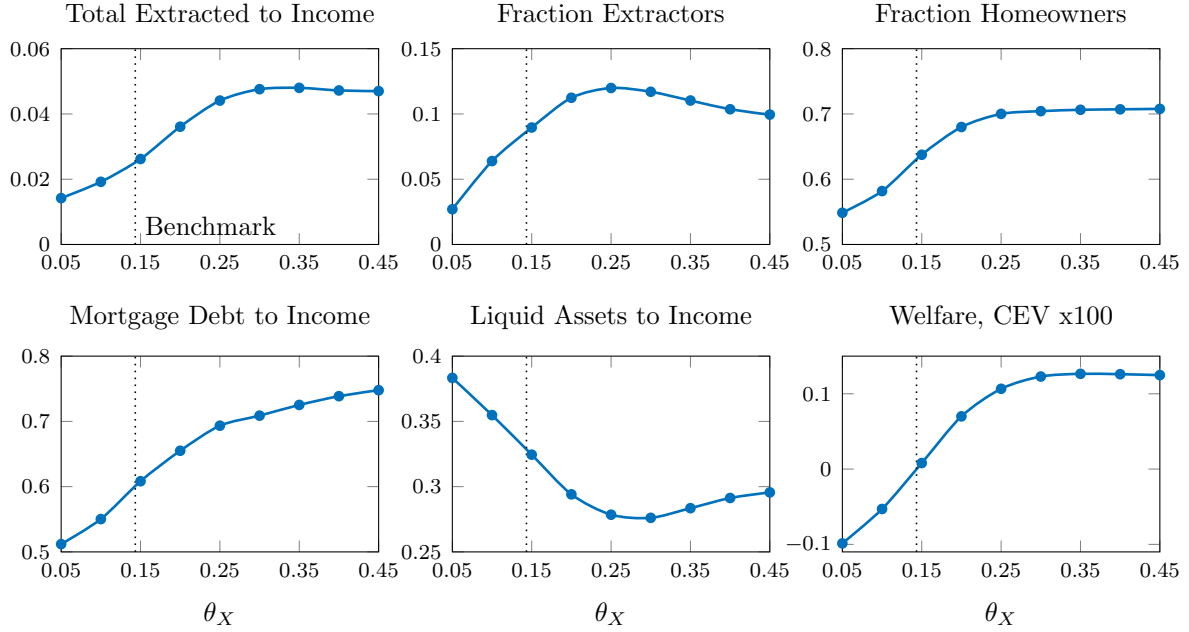 Total Extracted to Income
Fraction Extractors
Fraction Homeowners
0.06
0.04
0.02
0
Benchmark
0.05 0.15 0.25 0.35 0.45
0.15
0.1
0.05
0
0.05 0.15 0.25 0.35 0.45
0.8
0.7
0.6
0.5
0.05 0.15 0.25 0.35 0.45
Mortgage Debt to Income
Liquid Assets to Income
Welfare, CEV x100
0.8
0.7
0.6
0.5
0.05 0.15 0.25 0.35 0.45
θ_X
0.4
0.35
0.3
0.25
0.05 0.15 0.25 0.35 0.45
θ_X
0.1
0
−0.1
0.05 0.15 0.25 0.35 0.45
θ_X